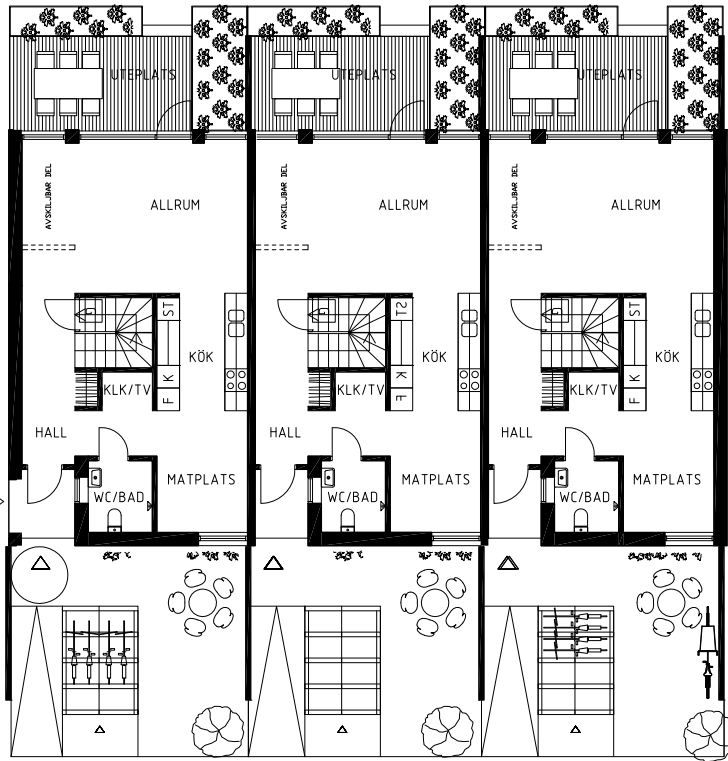 UTEPLATS
UTEPLATS
UTEPLATS
AVSKILJBAR DEL
ALLRUM
AVSKILJBAR DEL
ALLRUM
AVSKILJBAR DEL
ALLRUM
G
ST
G
ST
G
ST
KÖK
KÖK
KÖK
KLK/TV
K
F
KLK/TV
K
F
KLK/TV
K
F
HALL
HALL
HALL
MATPLATS
MATPLATS
MATPLATS
WC/BAD
WC/BAD
WC/BAD